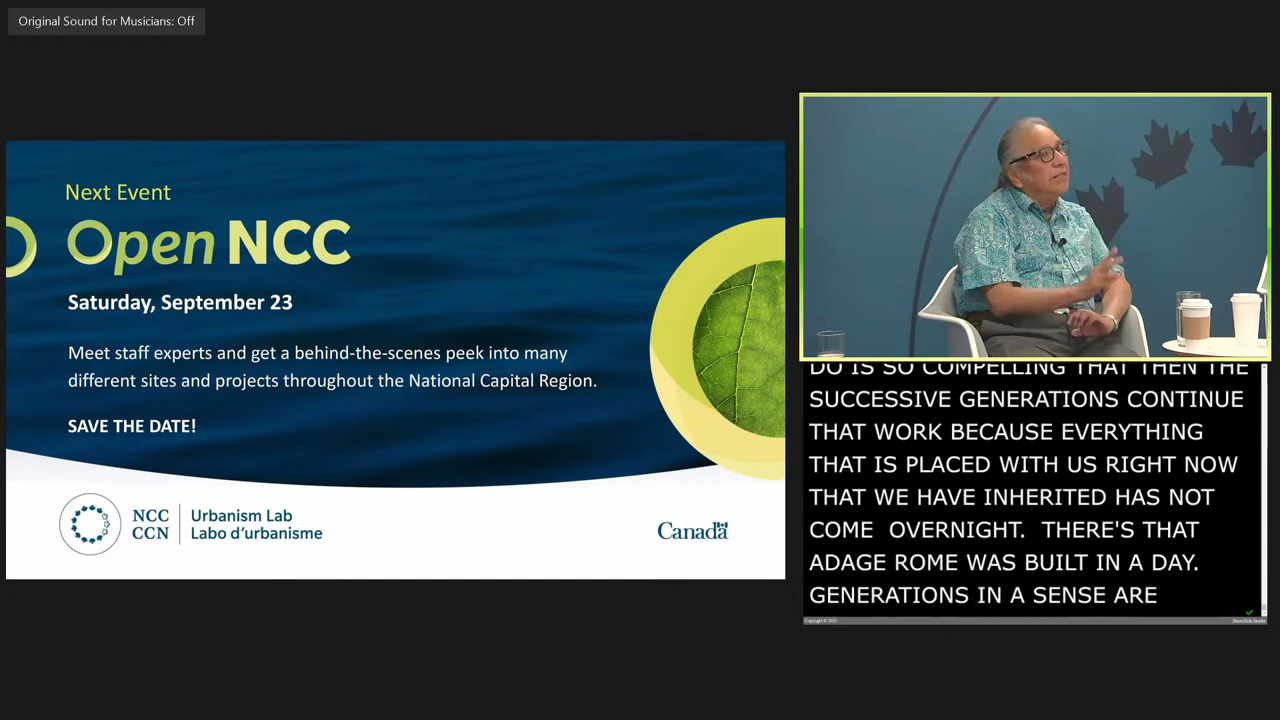 Original Sound for Musicians: Off
Next Event
Open NCC
Saturday, September 23
Meet staff experts and get a behind-the-scenes peek into many
different sites and projects throughout the National Capital Region.
SAVE THE DATE!
NCC
CCN
Urbanism Lab
Labo d'urbanisme
Canada
DO IS SO COMPELLING THAT THEN THE
SUCCESSIVE GENERATIONS CONTINUE
THAT WORK BECAUSE EVERYTHING
THAT IS PLACED WITH US RIGHT NOW
THAT WE HAVE INHERITED HAS NOT
COME  OVERNIGHT.  THERE'S THAT
ADAGE ROME WAS BUILT IN A DAY.
GENERATIONS IN A SENSE ARE